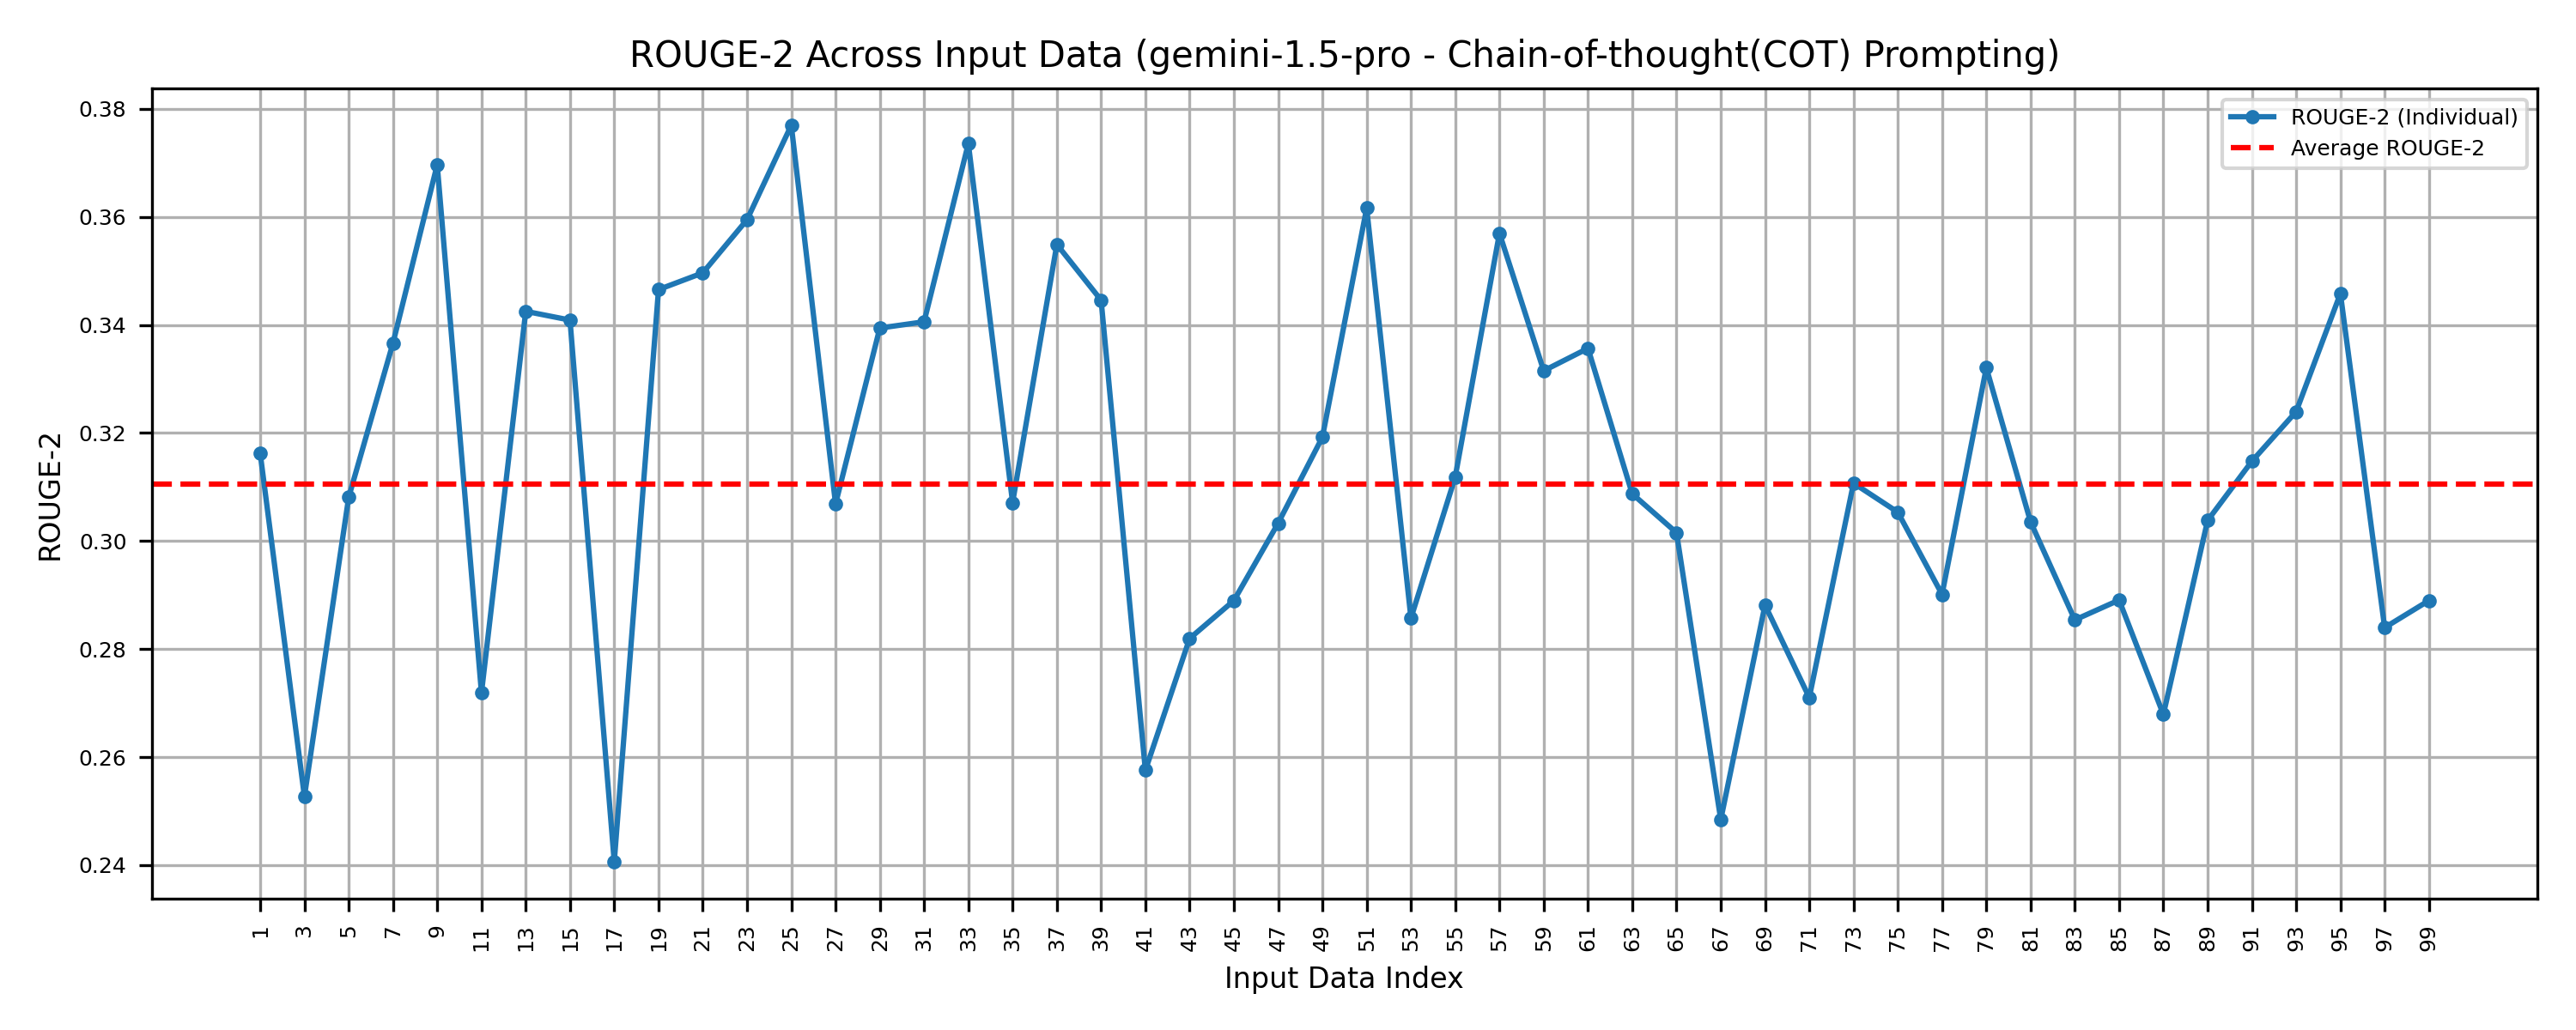 ROUGE-2 Across Input Data (gemini-1.5-pro - Chain-of-thought(COT) Prompting)
ROUGE-2 (Individual)
Average ROUGE-2
ROUGE-2
0.38
0.36
0.34
0.32
0.30
0.28
0.26
0.24
1 3 5 7 9 11 13 15 17 19 21 23 25 27 29 31 33 35 37 39 41 43 45 47 49 51 53 55 57 59 61 63 65 67 69 71 73 75 77 79 81 83 85 87 89 91 93 95 97 99
Input Data Index